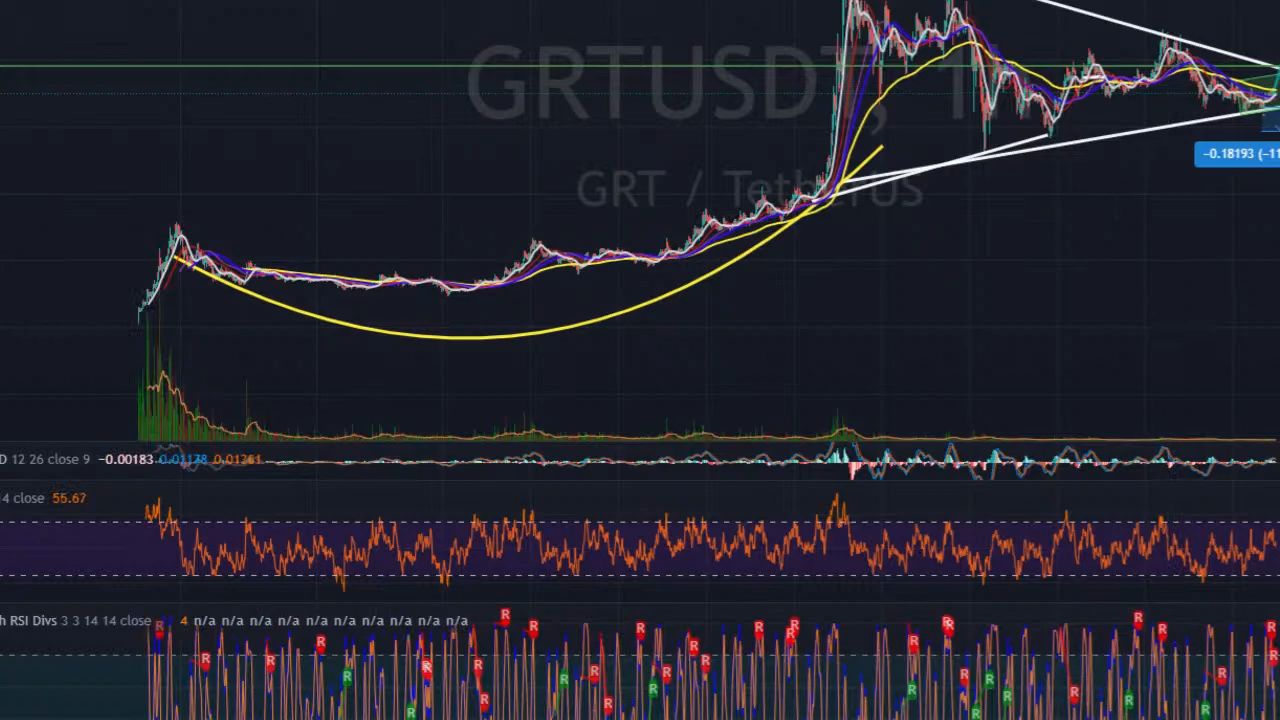 GRTUSDT, 1h
GRT / TetherUS
−0.18193 (−11
D 12 26 close 9 −0.00183 0.01178 0.01361
14 close 55.67
h RSI Divs 3 3 14 14 close R 4 n/a n/a n/a n/a n/a n/a n/a n/a n/a n/a
R R R R R R R R R R
R R R R R R R R R R
R R R R R R R R R R
R R R R R R R R R R